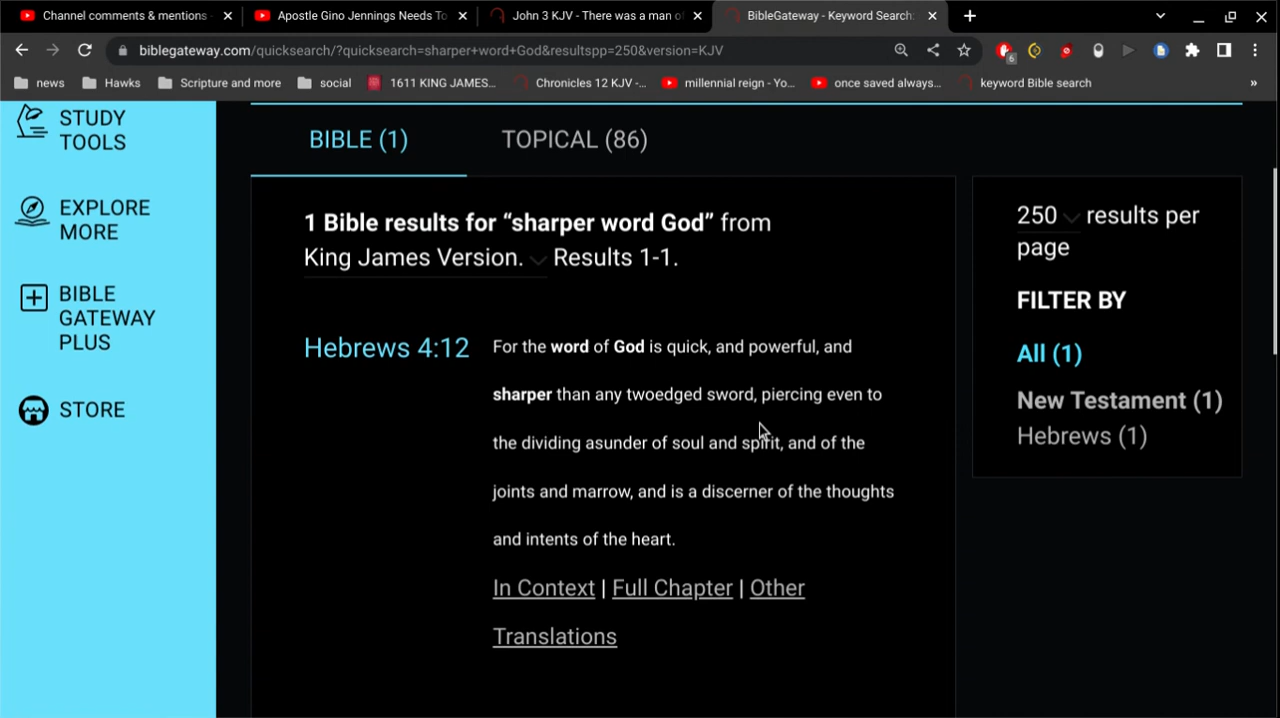 Channel comments & mentions -
Apostle Gino Jennings Needs To
John 3 KJV - There was a man of
BibleGateway - Keyword Search:
biblegateway.com/quicksearch/?quicksearch=sharper+word+God&resultspp=250&version=KJV
6
news
Hawks
Scripture and more
social
1611 KING JAMES...
Chronicles 12 KJV -...
millennial reign - Yo...
once saved always...
keyword Bible search
»
STUDY
TOOLS
EXPLORE
MORE
BIBLE
GATEWAY
PLUS
STORE
BIBLE (1)
TOPICAL (86)
1 Bible results for “sharper word God” from
King James Version. Results 1-1.
Hebrews 4:12
For the word of God is quick, and powerful, and
sharper than any twoedged sword, piercing even to
the dividing asunder of soul and spirit, and of the
joints and marrow, and is a discerner of the thoughts
and intents of the heart.
In Context | Full Chapter | Other
Translations
250 results per
page
FILTER BY
All (1)
New Testament (1)
Hebrews (1)